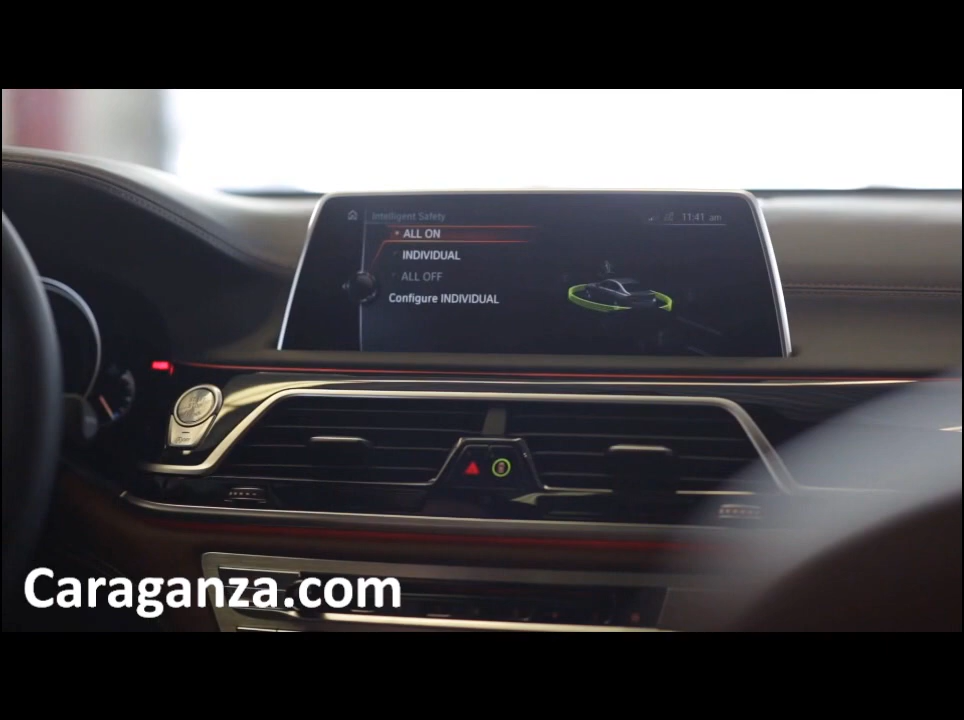 Intelligent Safety
11:41 am
ALL ON
INDIVIDUAL
ALL OFF
Configure INDIVIDUAL
Caraganza.com